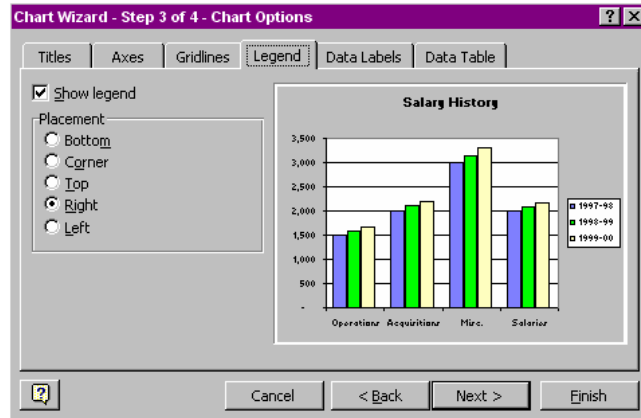 Chart Wizard - Step 3 of 4 - Chart Options
Titles Axes Gridlines Legend Data Labels Data Table
Show legend
Placement
Bottom
Corner
Top
Right
Left
Salary History
3,500
3,000
2,500
2,000
1,500
1,000
500
-
Operations Acquisitions Misc. Salaries
1997-98
1998-99
1999-00
Cancel < Back Next > Finish